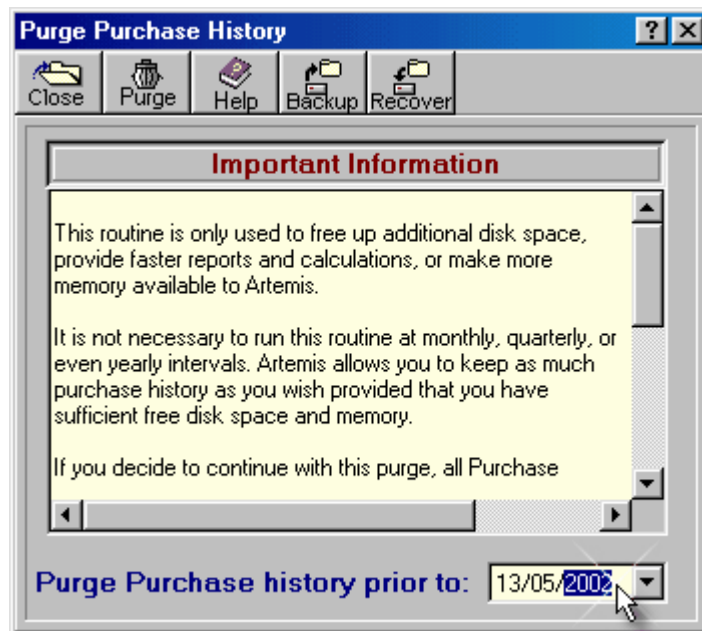 Purge Purchase History
Close Purge Help Backup Recover
Important Information
This routine is only used to free up additional disk space,
provide faster reports and calculations, or make more
memory available to Artemis.
It is not necessary to run this routine at monthly, quarterly, or
even yearly intervals. Artemis allows you to keep as much
purchase history as you wish provided that you have
sufficient free disk space and memory.
If you decide to continue with this purge, all Purchase
Purge Purchase history prior to: 13/05/2002